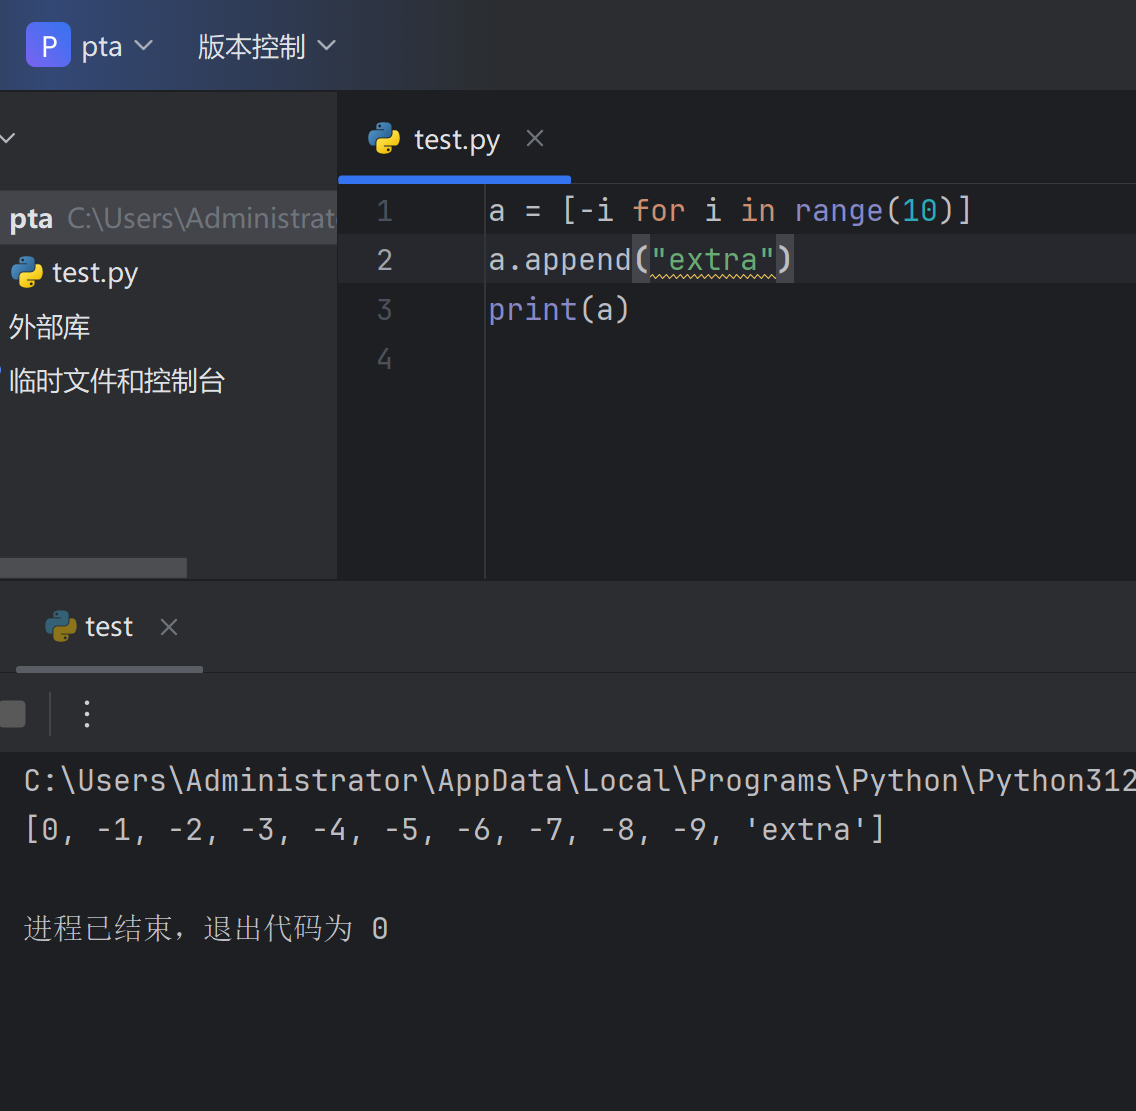 P pta 版本控制
test.py
pta C:\Users\Administrat
test.py
外部库
临时文件和控制台
1 a = [-i for i in range(10)]
2 a.append("extra")
3 print(a)
4
test
C:\Users\Administrator\AppData\Local\Programs\Python\Python312
[0, -1, -2, -3, -4, -5, -6, -7, -8, -9, 'extra']
进程已结束，退出代码为 0